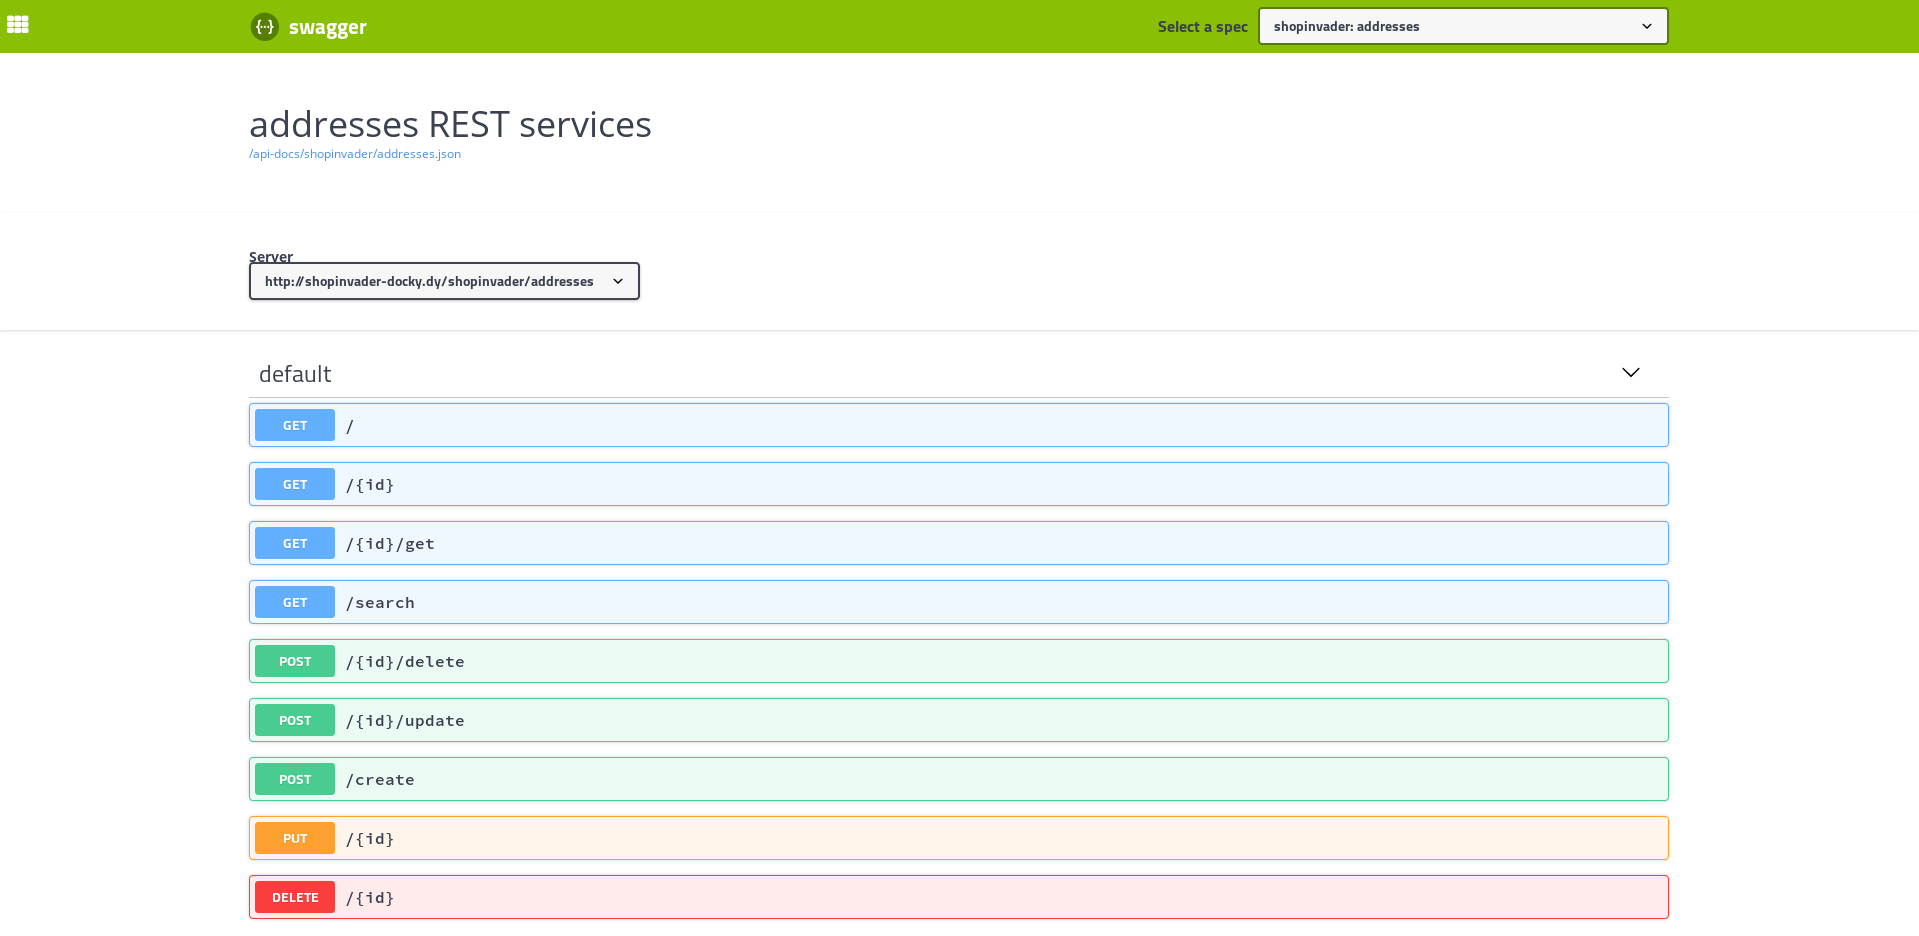 {··} swagger
Select a spec shopinvader: addresses
addresses REST services
/api-docs/shopinvader/addresses.json
Server
http://shopinvader-docky.dy/shopinvader/addresses
default
GET /
GET /{id}
GET /{id}/get
GET /search
POST /{id}/delete
POST /{id}/update
POST /create
PUT /{id}
DELETE /{id}